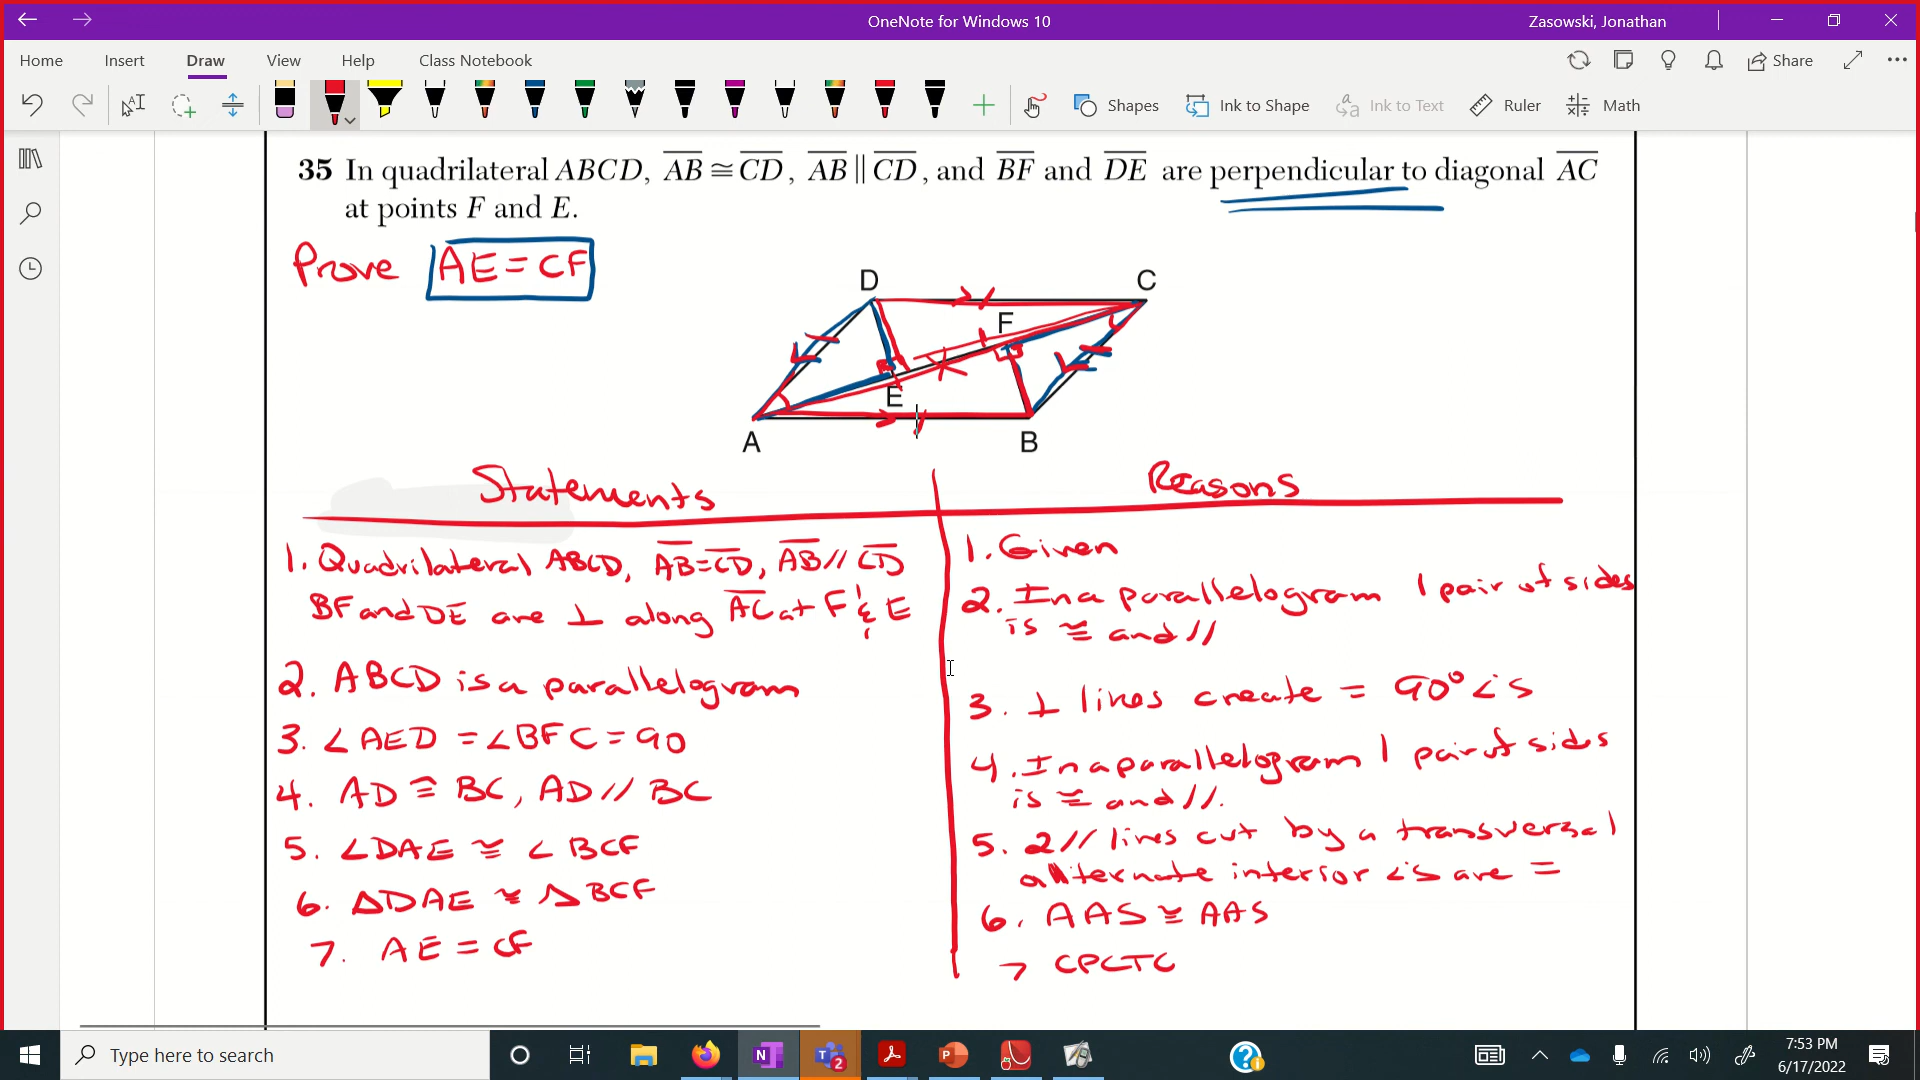 OneNote for Windows 10
Zasowski, Jonathan
Home Insert Draw View Help Class Notebook
Share
Shapes Ink to Shape Ink to Text Ruler Math
35 In quadrilateral ABCD, AB ≅ CD, AB || CD, and BF and DE are perpendicular to diagonal AC
at points F and E.
Prove AE = CF
D C
F
E
A B
Statements
Reasons
1. Quadrilateral ABCD, AB=CD, AB // CD
BF and DE are ⊥ along AC at F & E
2. ABCD is a parallelogram
3. ∠AED = ∠BFC = 90
4. AD ≅ BC, AD // BC
5. ∠DAE ≅ ∠BCF
6. △DAE ≅ △BCF
7. AE = CF
1. Given
2. In a parallelogram 1 pair of sides
is ≅ and //
3. ⊥ lines create = 90° ∠'s
4. In a parallelogram 1 pair of sides
is ≅ and //.
5. 2 // lines cut by a transversal
alternate interior ∠'s are =
6. AAS ≅ AAS
7 CPCTC
Type here to search
7:53 PM
6/17/2022